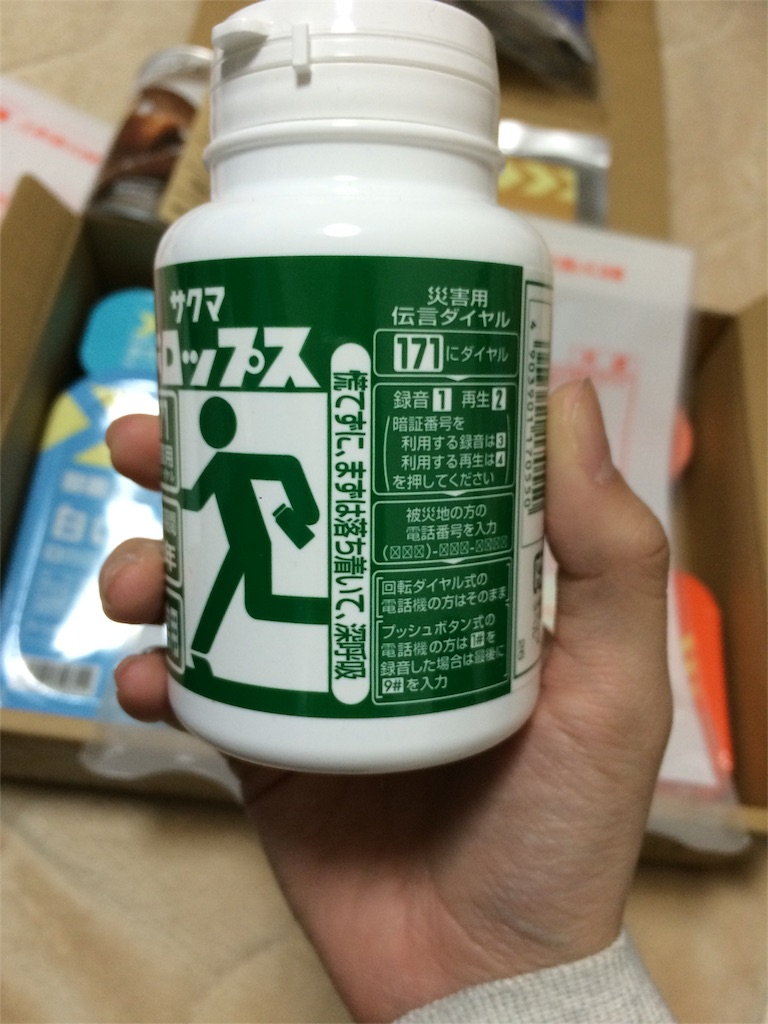 サクマ
ドロップス
慌てずに、まずは落ち着いて、深呼吸
災害用
伝言ダイヤル
171にダイヤル
録音1 再生2
暗証番号を
利用する録音は3
利用する再生は4
を押してください
被災地の方の
電話番号を入力
(☒☒☒)-☒☒☒-☒☒☒☒
回転ダイヤル式の
電話機の方はそのまま
プッシュボタン式の
電話機の方は1#を
録音した場合は最後に
9#を入力
4 903901 170550